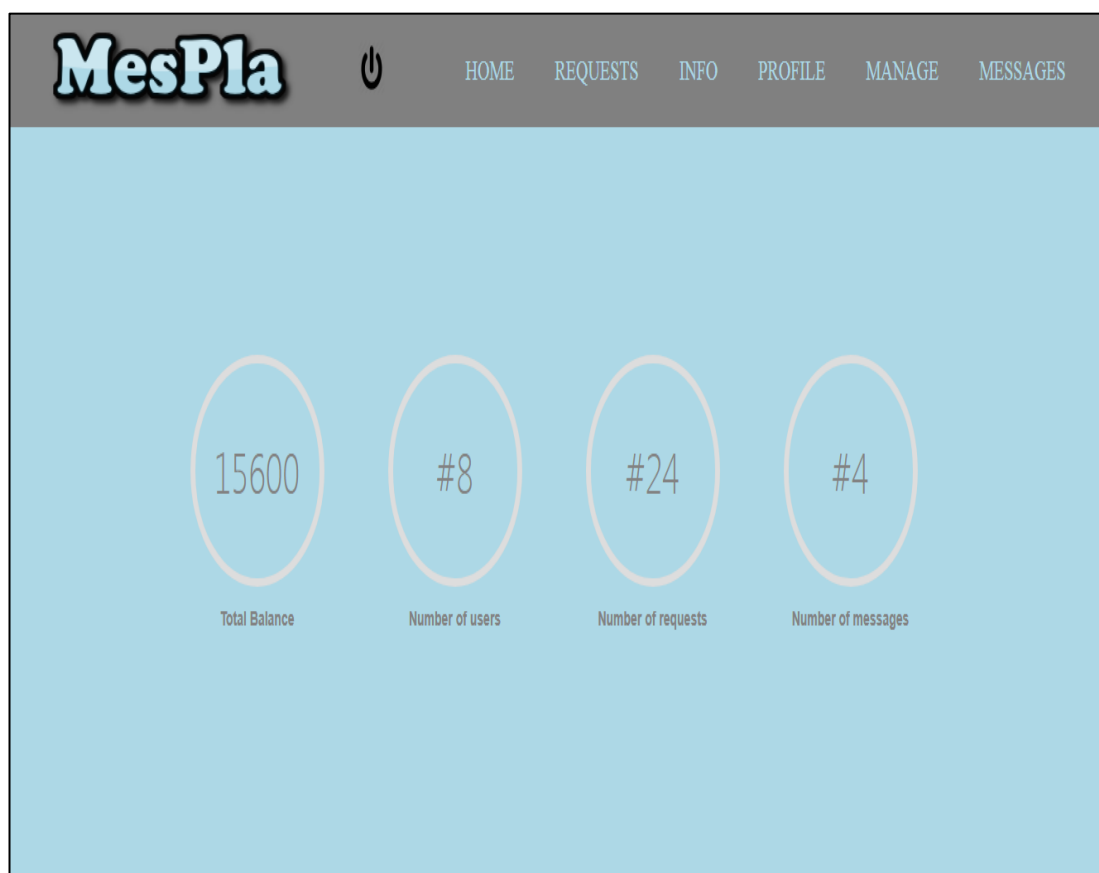 MesPla
HOME REQUESTS INFO PROFILE MANAGE MESSAGES
15600 #8 #24 #4
Total Balance Number of users Number of requests Number of messages